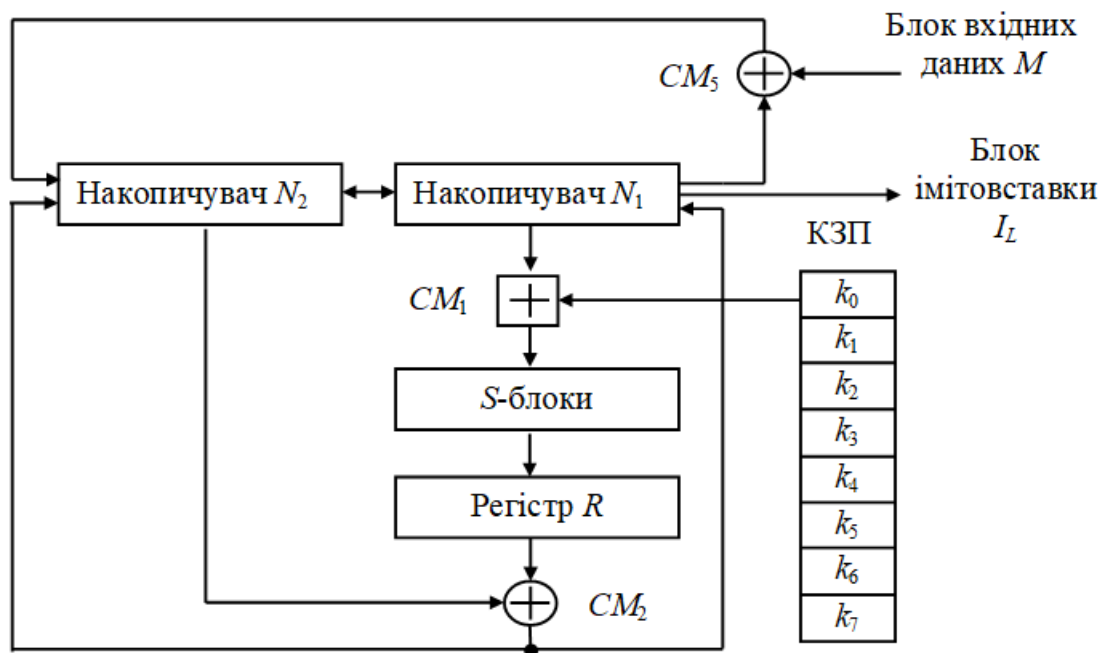 Блок вхідних
даних M
CM₅
Накопичувач N₂
Накопичувач N₁
Блок
імітовставки
I_L
КЗП
CM₁
k₀
k₁
S-блоки
k₂
k₃
Регістр R
k₄
k₅
CM₂
k₆
k₇